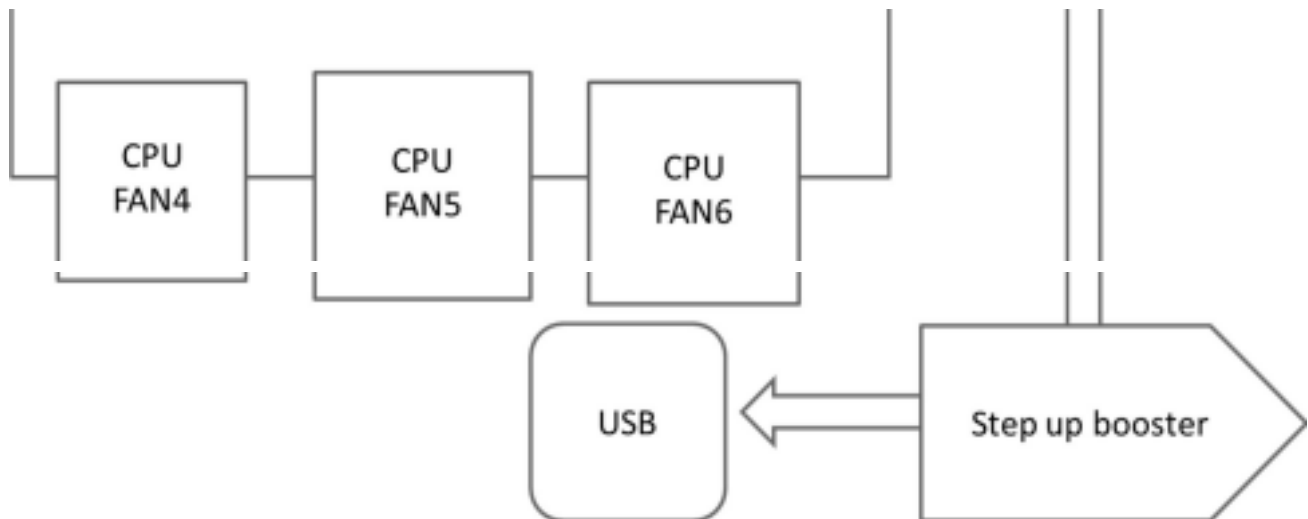 CPU
FAN4
CPU
FAN5
CPU
FAN6
USB
Step up booster